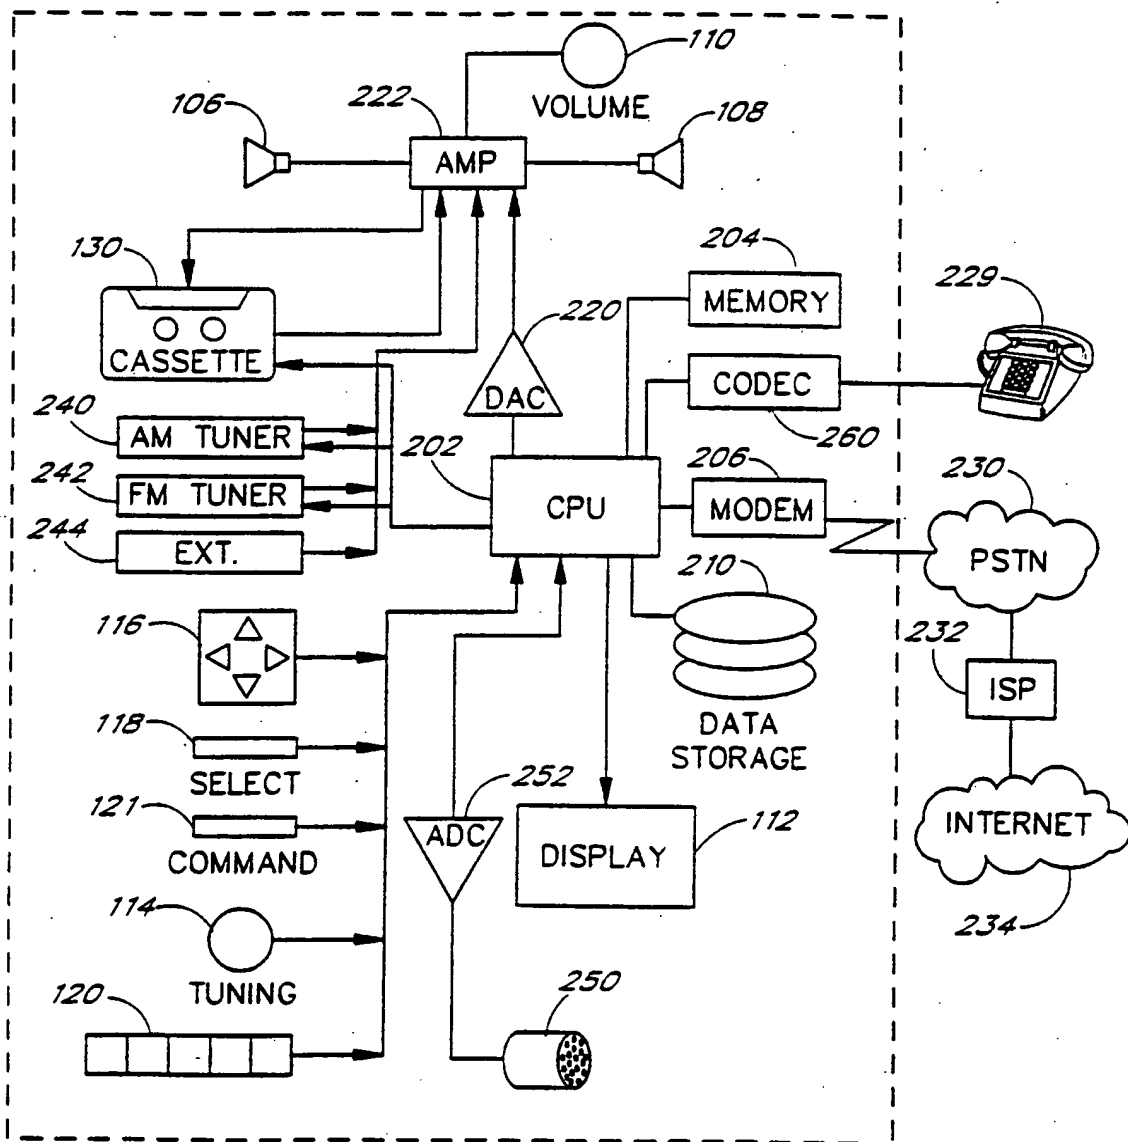 110
VOLUME
106
222
AMP
108
130
CASSETTE
204
MEMORY
220
DAC
229
CODEC
260
240
AM TUNER
242
FM TUNER
244
EXT.
202
CPU
206
MODEM
230
PSTN
210
DATA
STORAGE
232
ISP
116
118
SELECT
121
COMMAND
252
ADC
DISPLAY
112
INTERNET
234
114
TUNING
120
250